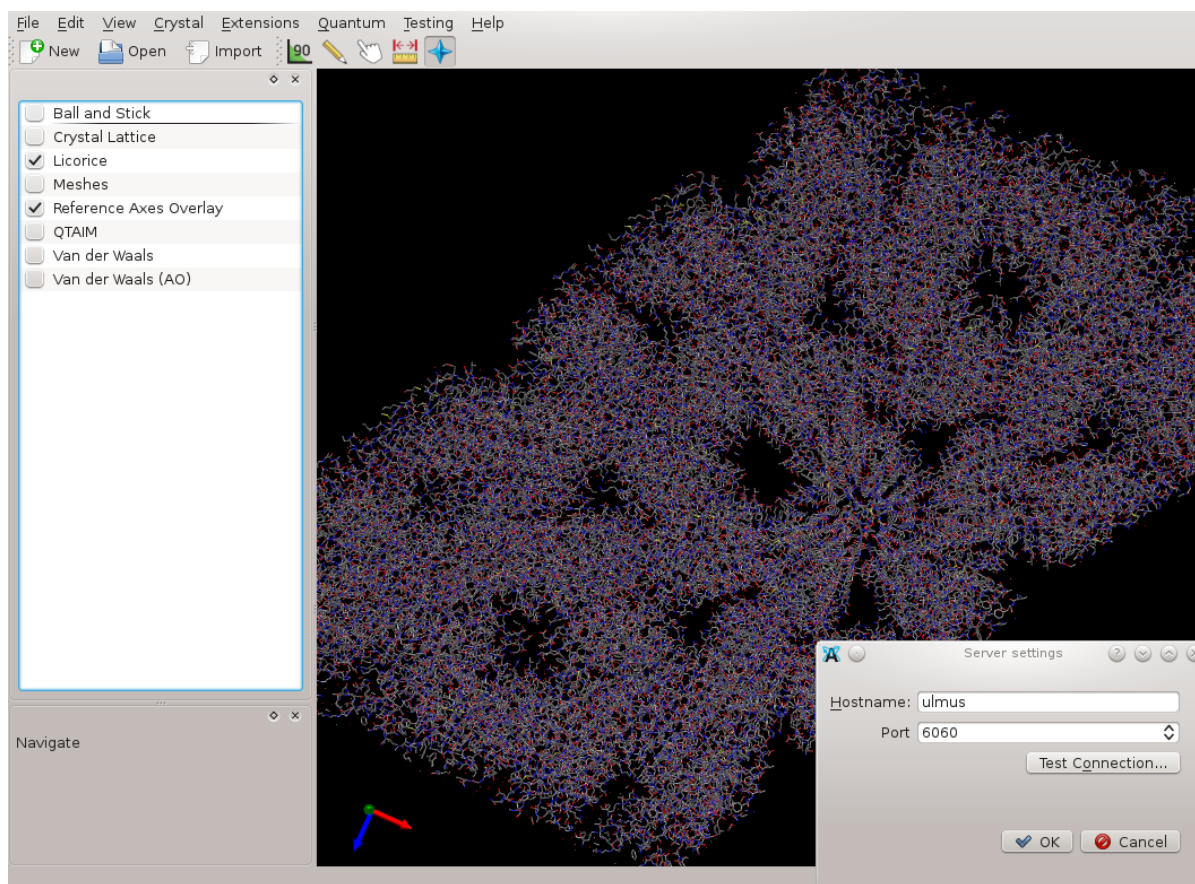 File Edit View Crystal Extensions Quantum Testing Help
New Open Import 90
Ball and Stick
Crystal Lattice
Licorice
Meshes
Reference Axes Overlay
QTAIM
Van der Waals
Van der Waals (AO)
Navigate
A Server settings
Hostname: ulmus
Port 6060
Test Connection...
OK Cancel